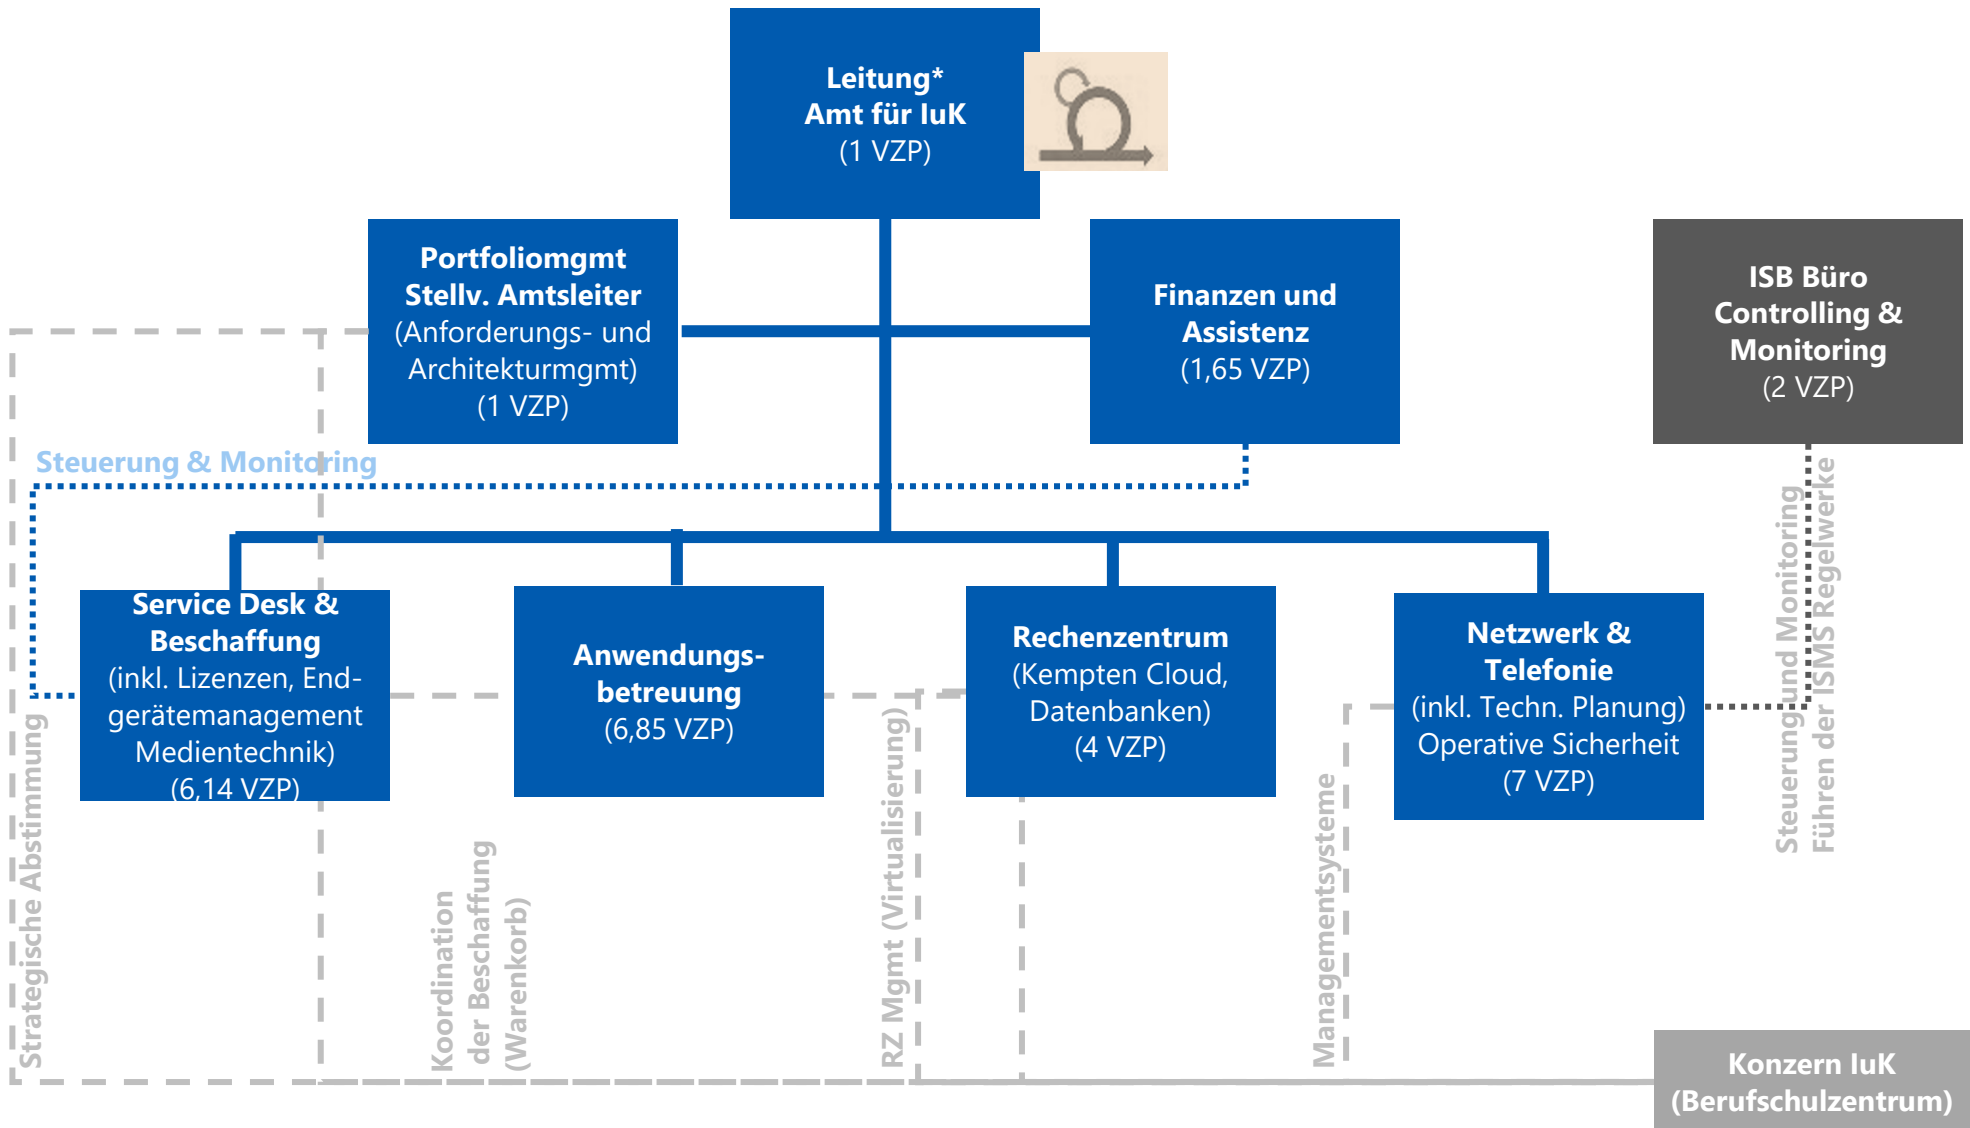 Leitung*
Amt für IuK
(1 VZP)
Portfoliomgmt
Stellv. Amtsleiter
(Anforderungs- und
Architekturmgmt)
(1 VZP)
Finanzen und
Assistenz
(1,65 VZP)
ISB Büro
Controlling &
Monitoring
(2 VZP)
Steuerung & Monitoring
Service Desk &
Beschaffung
(inkl. Lizenzen, End-
gerätemanagement
Medientechnik)
(6,14 VZP)
Anwendungs-
betreuung
(6,85 VZP)
Rechenzentrum
(Kempten Cloud,
Datenbanken)
(4 VZP)
Netzwerk &
Telefonie
(inkl. Techn. Planung)
Operative Sicherheit
(7 VZP)
Steuerung und Monitoring
Führen der ISMS Regelwerke
Strategische Abstimmung
Koordination
der Beschaffung
(Warenkorb)
RZ Mgmt (Virtualisierung)
Managementsysteme
Konzern IuK
(Berufschulzentrum)